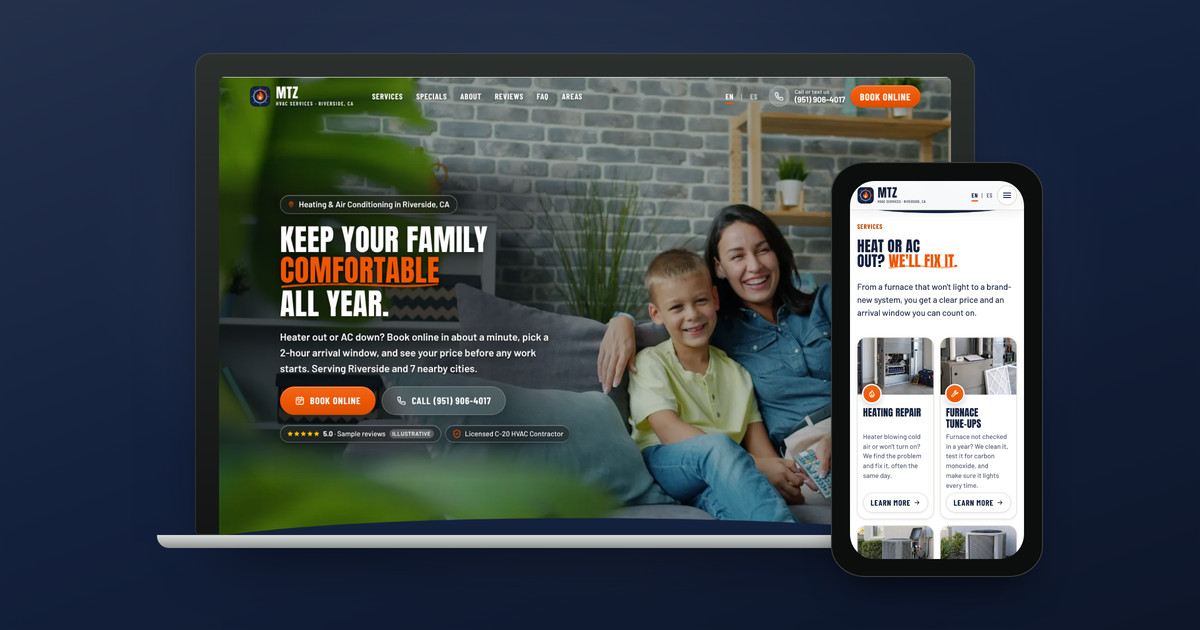 MTZ
HVAC SERVICES · RIVERSIDE, CA
SERVICES SPECIALS ABOUT REVIEWS FAQ AREAS
EN | ES
Call or text us
(951) 906-4017
BOOK ONLINE
Heating & Air Conditioning in Riverside, CA
KEEP YOUR FAMILY
COMFORTABLE
ALL YEAR.
Heater out or AC down? Book online in about a minute, pick a
2-hour arrival window, and see your price before any work
starts. Serving Riverside and 7 nearby cities.
BOOK ONLINE
CALL (951) 906-4017
★★★★★ 5.0 · Sample reviews ILLUSTRATIVE
Licensed C-20 HVAC Contractor
MTZ
HVAC SERVICES · RIVERSIDE, CA
EN | ES
SERVICES
HEAT OR AC
OUT? WE'LL FIX IT.
From a furnace that won't light to a brand-
new system, you get a clear price and an
arrival window you can count on.
HEATING REPAIR
Heater blowing cold
air or won't turn on?
We find the problem
and fix it, often the
same day.
LEARN MORE →
FURNACE
TUNE-UPS
Furnace not checked
in a year? We clean it,
test it for carbon
monoxide, and
make sure it lights
every time.
LEARN MORE →